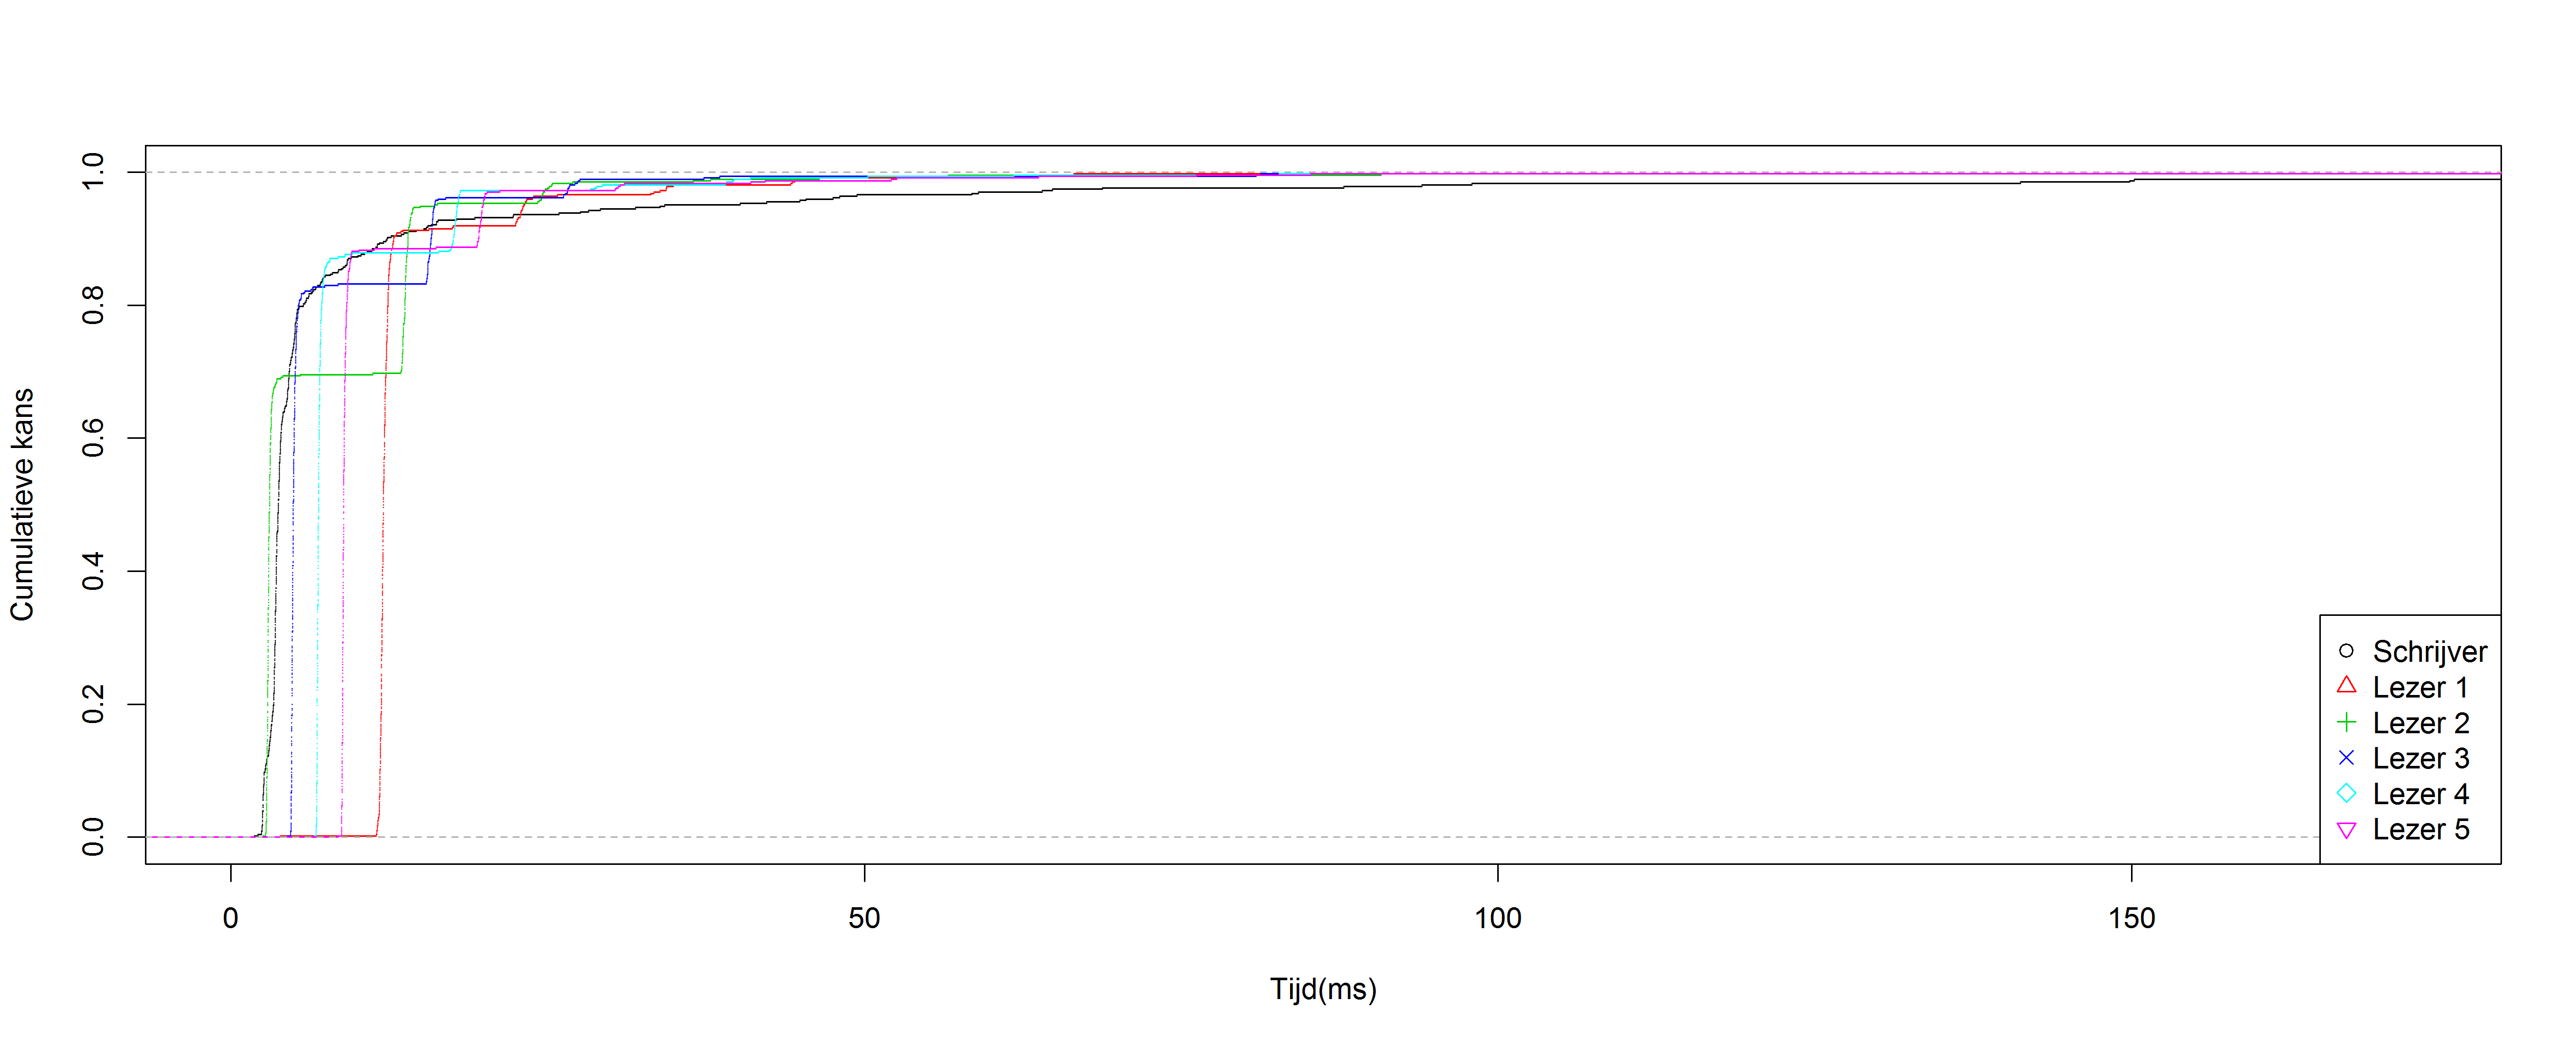 Cumulatieve kans
1.0
0.8
0.6
0.4
0.2
0.0
0 50 100 150
Tijd(ms)
Schrijver
Lezer 1
Lezer 2
Lezer 3
Lezer 4
Lezer 5